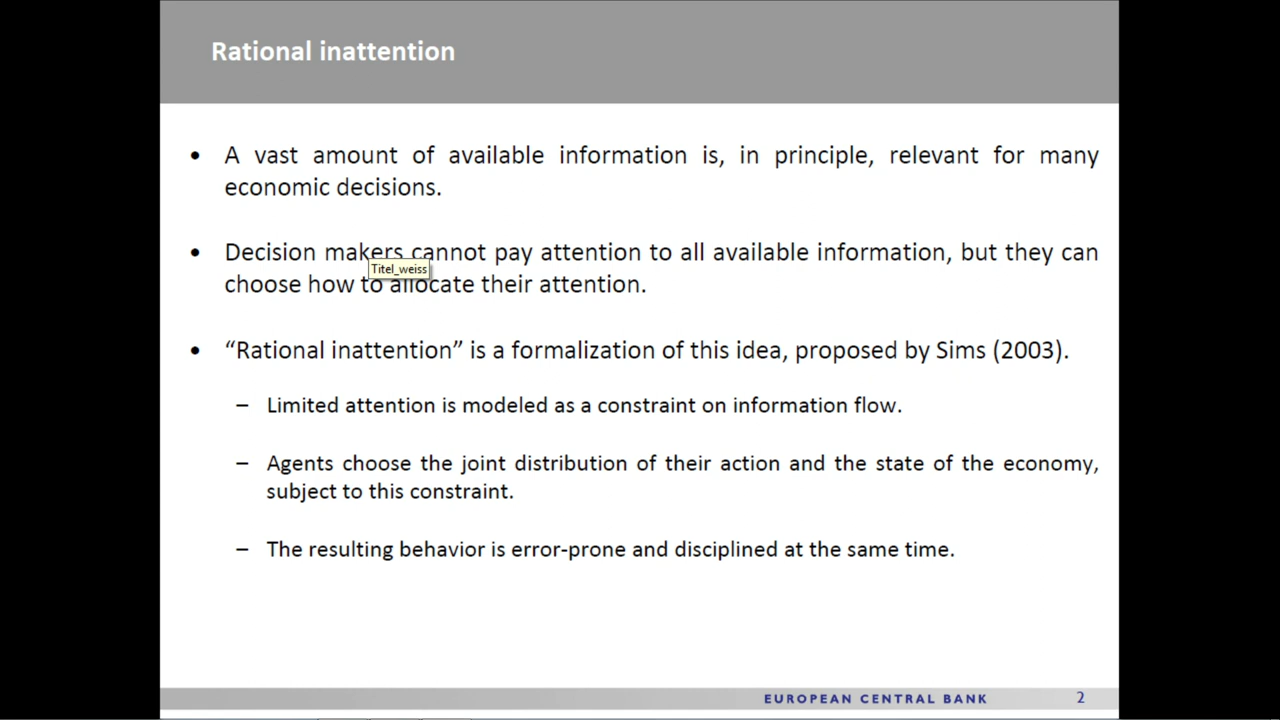 Rational inattention
• A vast amount of available information is, in principle, relevant for many
economic decisions.
• Decision makers cannot pay attention to all available information, but they can
Titel_weiss
choose how to allocate their attention.
• “Rational inattention” is a formalization of this idea, proposed by Sims (2003).
– Limited attention is modeled as a constraint on information flow.
– Agents choose the joint distribution of their action and the state of the economy,
subject to this constraint.
– The resulting behavior is error-prone and disciplined at the same time.
EUROPEAN CENTRAL BANK 2